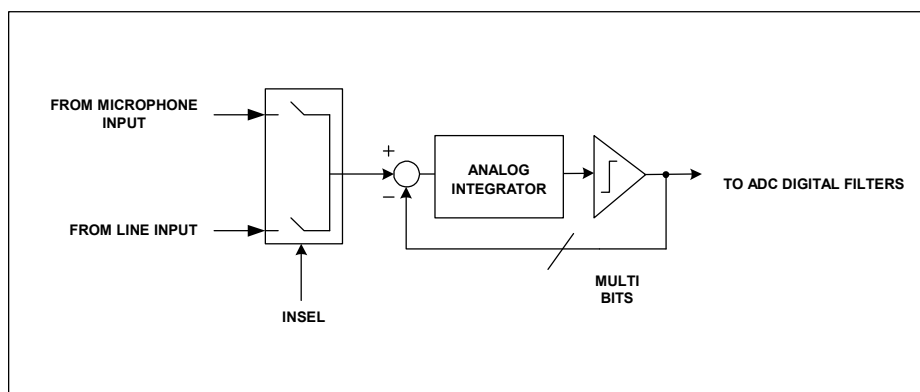 FROM MICROPHONE
INPUT
+
−
ANALOG
INTEGRATOR
TO ADC DIGITAL FILTERS
FROM LINE INPUT
MULTI
BITS
INSEL